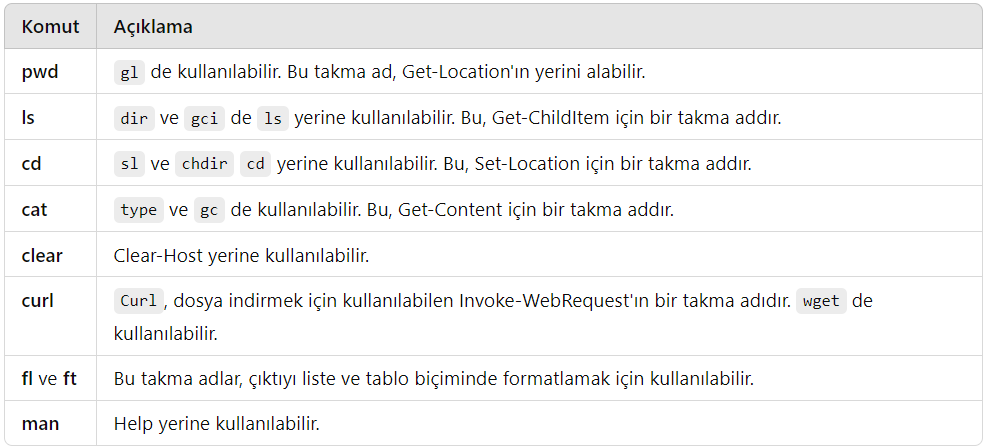 Komut Açıklama
pwd gl de kullanılabilir. Bu takma ad, Get-Location'ın yerini alabilir.
ls dir ve gci de ls yerine kullanılabilir. Bu, Get-ChildItem için bir takma addır.
cd sl ve chdir cd yerine kullanılabilir. Bu, Set-Location için bir takma addır.
cat type ve gc de kullanılabilir. Bu, Get-Content için bir takma addır.
clear Clear-Host yerine kullanılabilir.
curl Curl, dosya indirmek için kullanılabilen Invoke-WebRequest'ın bir takma adıdır. wget de
kullanılabilir.
fl ve ft Bu takma adlar, çıktıyı liste ve tablo biçiminde formatlamak için kullanılabilir.
man Help yerine kullanılabilir.